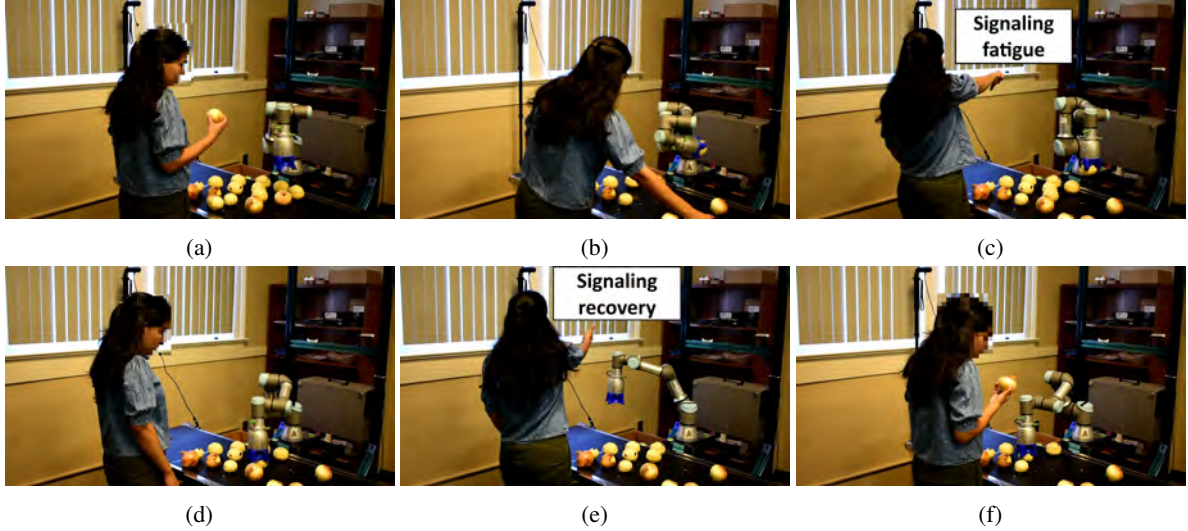 Signaling
fatigue
(a)
(b)
(c)
Signaling
recovery
(d)
(e)
(f)